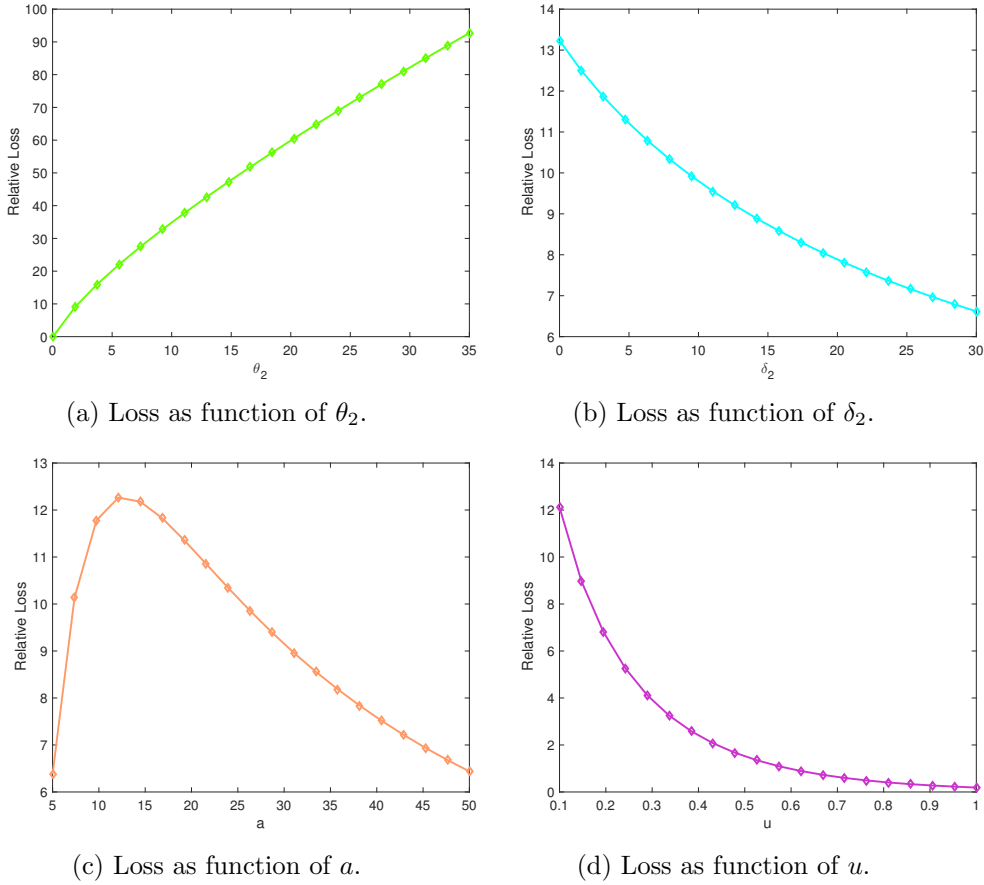 Relative Loss
100
90
80
70
60
50
40
30
20
10
0
0 5 10 15 20 25 30 35
θ₂
(a) Loss as function of θ₂.
Relative Loss
14
13
12
11
10
9
8
7
6
0 5 10 15 20 25 30
δ₂
(b) Loss as function of δ₂.
Relative Loss
13
12
11
10
9
8
7
6
5 10 15 20 25 30 35 40 45 50
a
(c) Loss as function of a.
Relative Loss
14
12
10
8
6
4
2
0
0.1 0.2 0.3 0.4 0.5 0.6 0.7 0.8 0.9 1
u
(d) Loss as function of u.